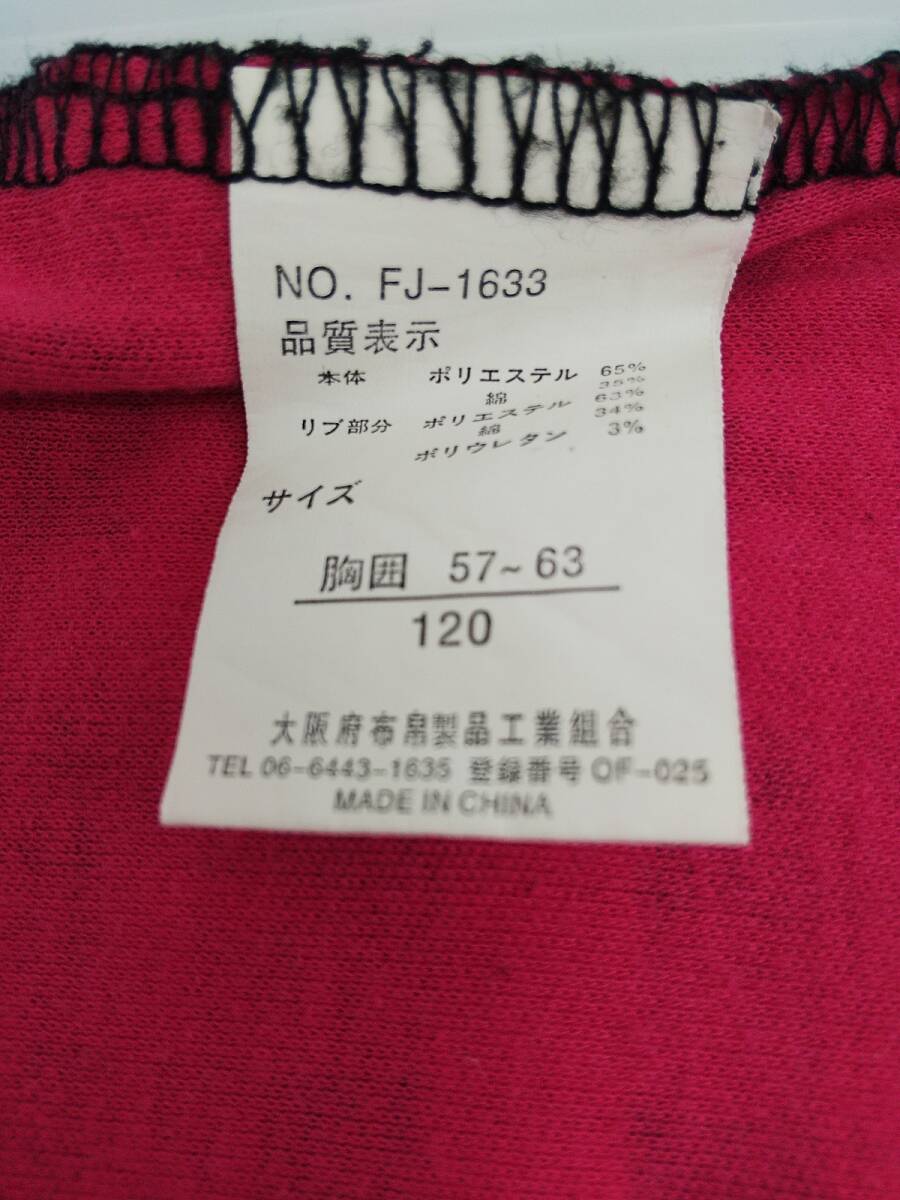 NO. FJ-1633
品質表示
本体 ポリエステル 65%
綿 35%
リブ部分 ポリエステル 63%
綿 34%
ポリウレタン 3%
サイズ
胸囲 57~63
120
大阪府布帛製品工業組合
TEL 06-6443-1635 登録番号 OF-025
MADE IN CHINA